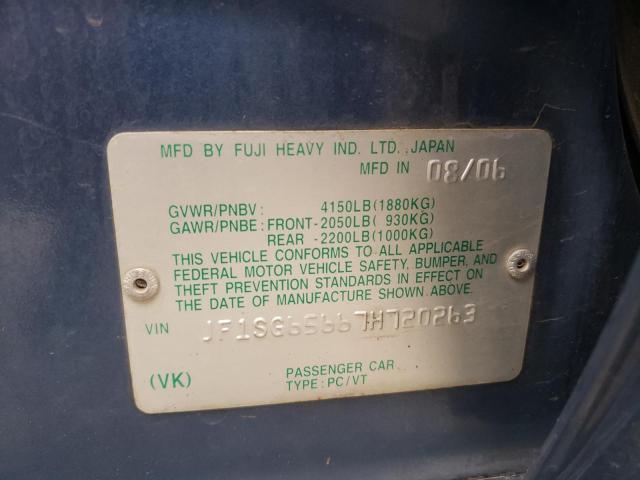 MFD BY FUJI HEAVY IND. LTD. JAPAN
MFD IN 08/06
GVWR/PNBV: 4150LB(1880KG)
GAWR/PNBE: FRONT-2050LB( 930KG)
REAR -2200LB(1000KG)
THIS VEHICLE CONFORMS TO ALL APPLICABLE
FEDERAL MOTOR VEHICLE SAFETY, BUMPER, AND
THEFT PREVENTION STANDARDS IN EFFECT ON
THE DATE OF MANUFACTURE SHOWN ABOVE.
VIN JF1SG65667H720263
(VK) PASSENGER CAR
TYPE: PC/VT